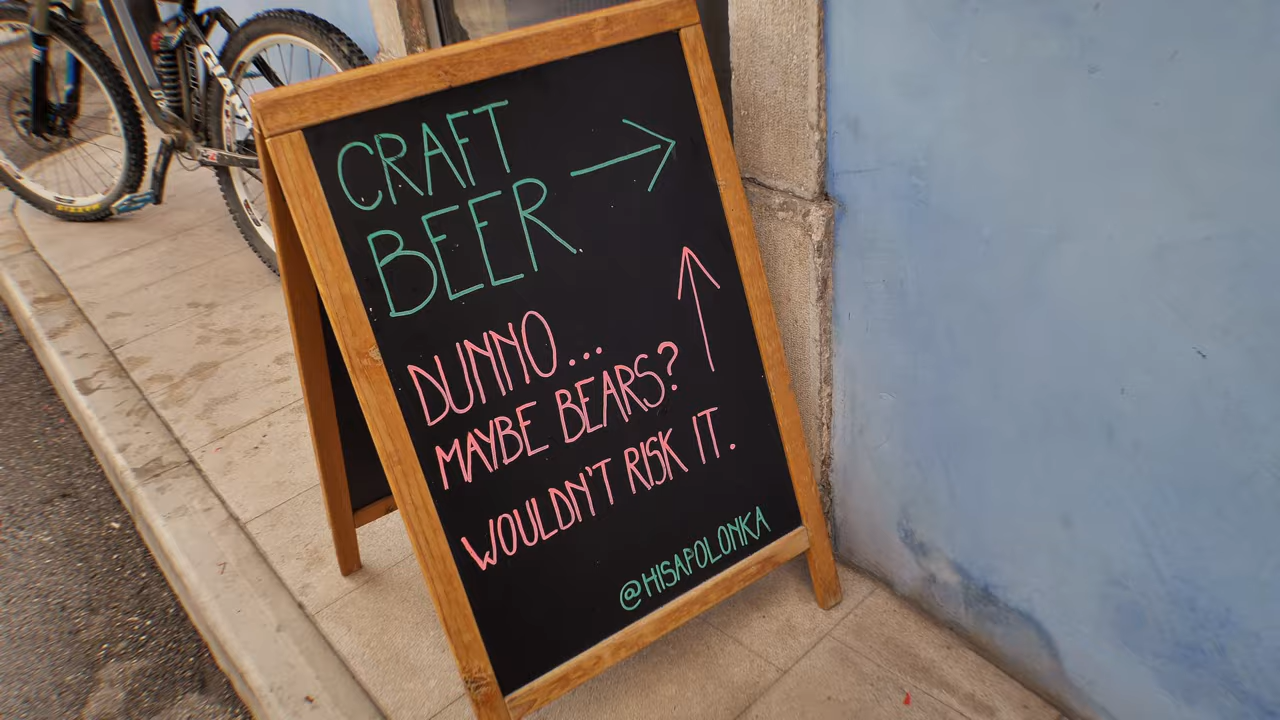 CRAFT
BEER
DUNNO...
MAYBE BEARS?
WOULDN'T RISK IT.
@HISAPOLONKA